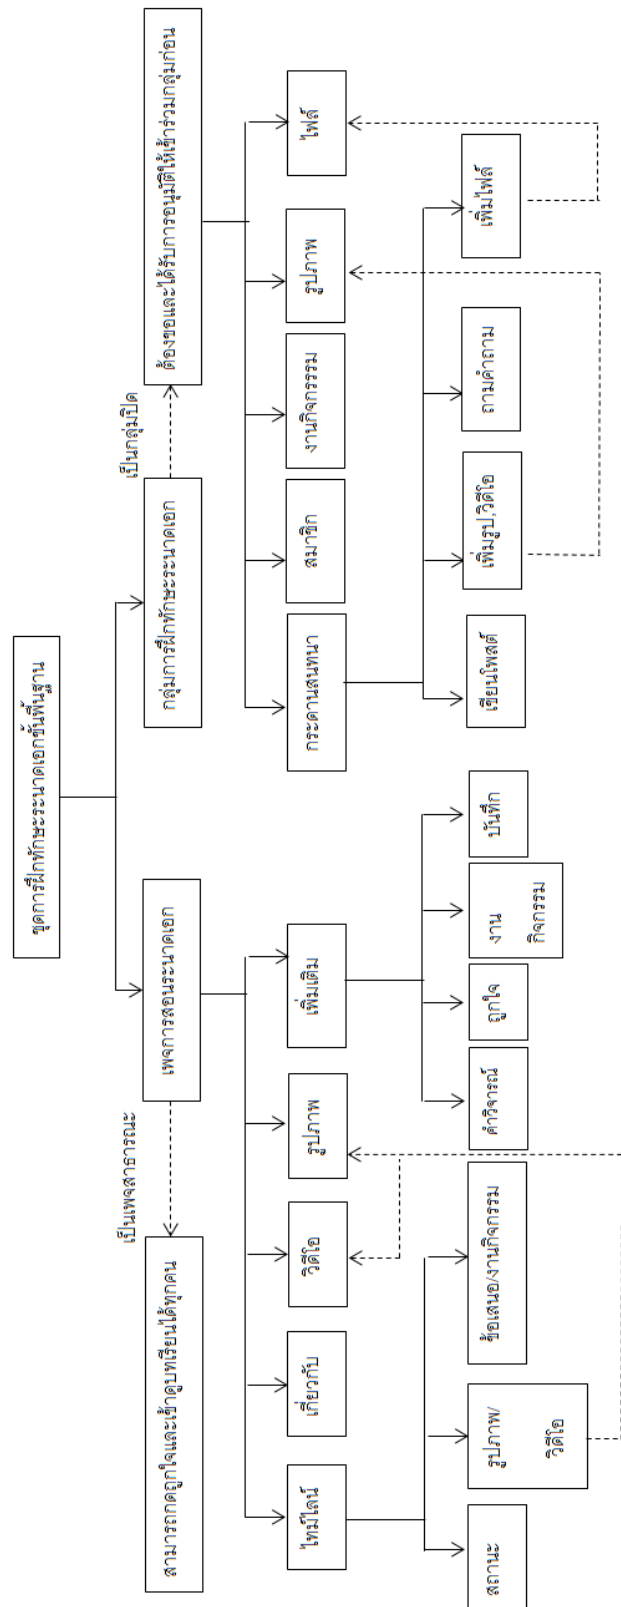 ชุดการฝึกทักษะระนาดเอกขั้นพื้นฐาน
เพจการสอนระนาดเอก
กลุ่มการฝึกทักษะระนาดเอก
เป็นเพจสาธารณะ
เป็นกลุ่มปิด
สามารถกดถูกใจและเข้าดูบทเรียนได้ทุกคน
ต้องขอและได้รับการอนุมัติให้เข้าร่วมกลุ่มก่อน
ไทม์ไลน์
เกี่ยวกับ
วิดีโอ
รูปภาพ
เพิ่มเติม
กระดานสนทนา
สมาชิก
งานกิจกรรรม
รูปภาพ
ไฟล์
สถานะ
รูปภาพ/
วิดีโอ
ข้อเสนอ/งานกิจกรรม
คำวิจารณ์
ถูกใจ
งาน
กิจกรรม
บันทึก
เขียนโพสต์
เพิ่มรูป,วิดีโอ
ถามคำถาม
เพิ่มไฟล์